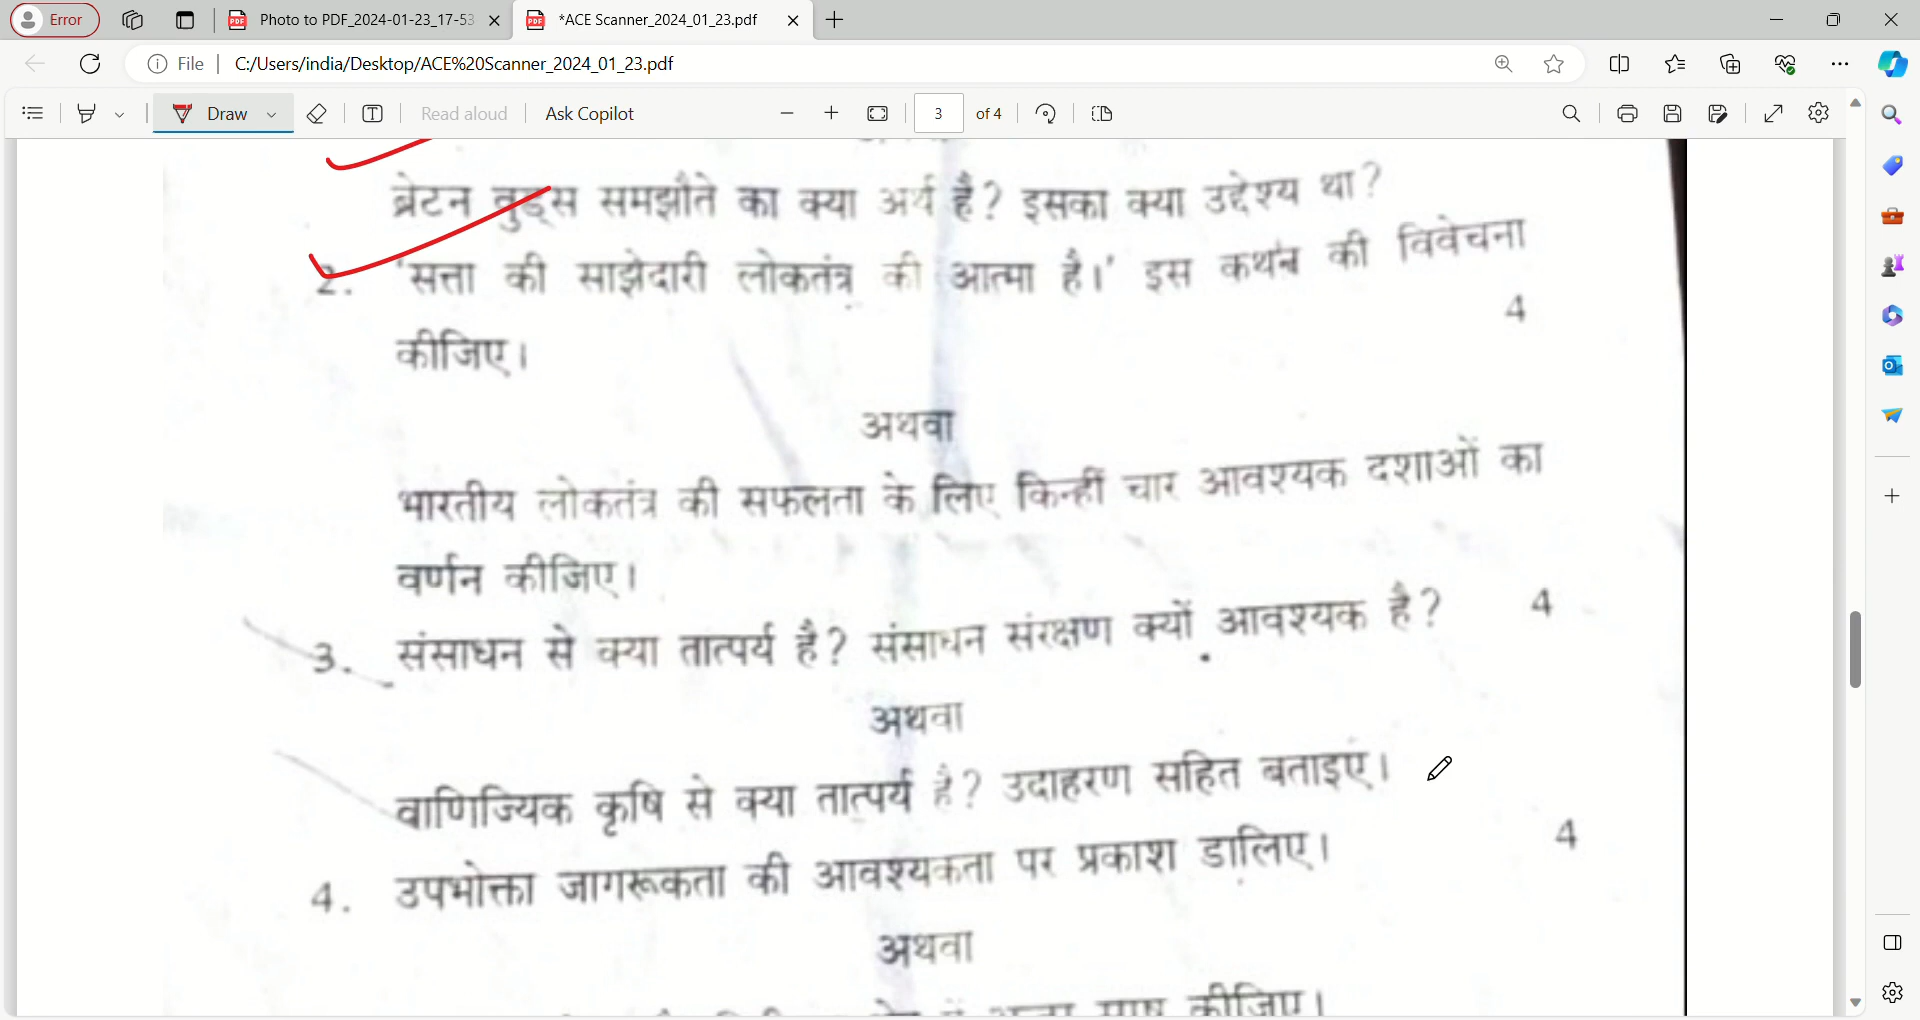 Error
Photo to PDF_2024-01-23_17-53
*ACE Scanner_2024_01_23.pdf
File
C:/Users/india/Desktop/ACE%20Scanner_2024_01_23.pdf
Draw
Read aloud
Ask Copilot
3 of 4
ब्रेटन वुड्स समझौते का क्या अर्थ है? इसका क्या उद्देश्य था?
2. 'सत्ता की साझेदारी लोकतंत्र की आत्मा है।' इस कथन की विवेचना
कीजिए। 4
अथवा
भारतीय लोकतंत्र की सफलता के लिए किन्हीं चार आवश्यक दशाओं का
वर्णन कीजिए।
3. संसाधन से क्या तात्पर्य है? संसाधन संरक्षण क्यों आवश्यक है? 4
अथवा
वाणिज्यिक कृषि से क्या तात्पर्य है? उदाहरण सहित बताइए।
4. उपभोक्ता जागरूकता की आवश्यकता पर प्रकाश डालिए। 4
अथवा
कीजिए।